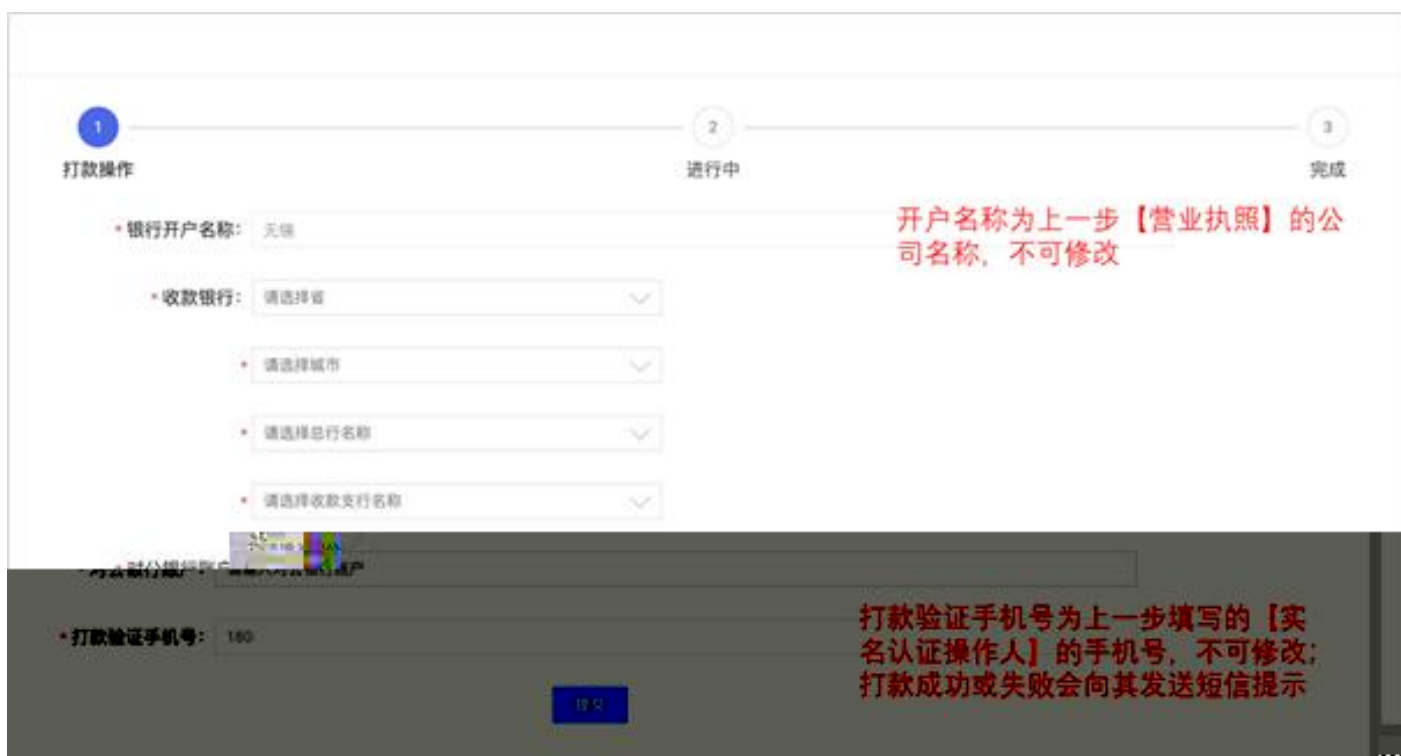 1
2
3
打款操作
进行中
完成
* 银行开户名称: 无锡
开户名称为上一步【营业执照】的公
司名称, 不可修改
* 收款银行: 请选择省
* 请选择城市
* 请选择总行名称
* 请选择收款支行名称
* 打款验证手机号: 180
打款验证手机号为上一步填写的【实
名认证操作人】的手机号, 不可修改;
打款成功或失败会向其发送短信提示